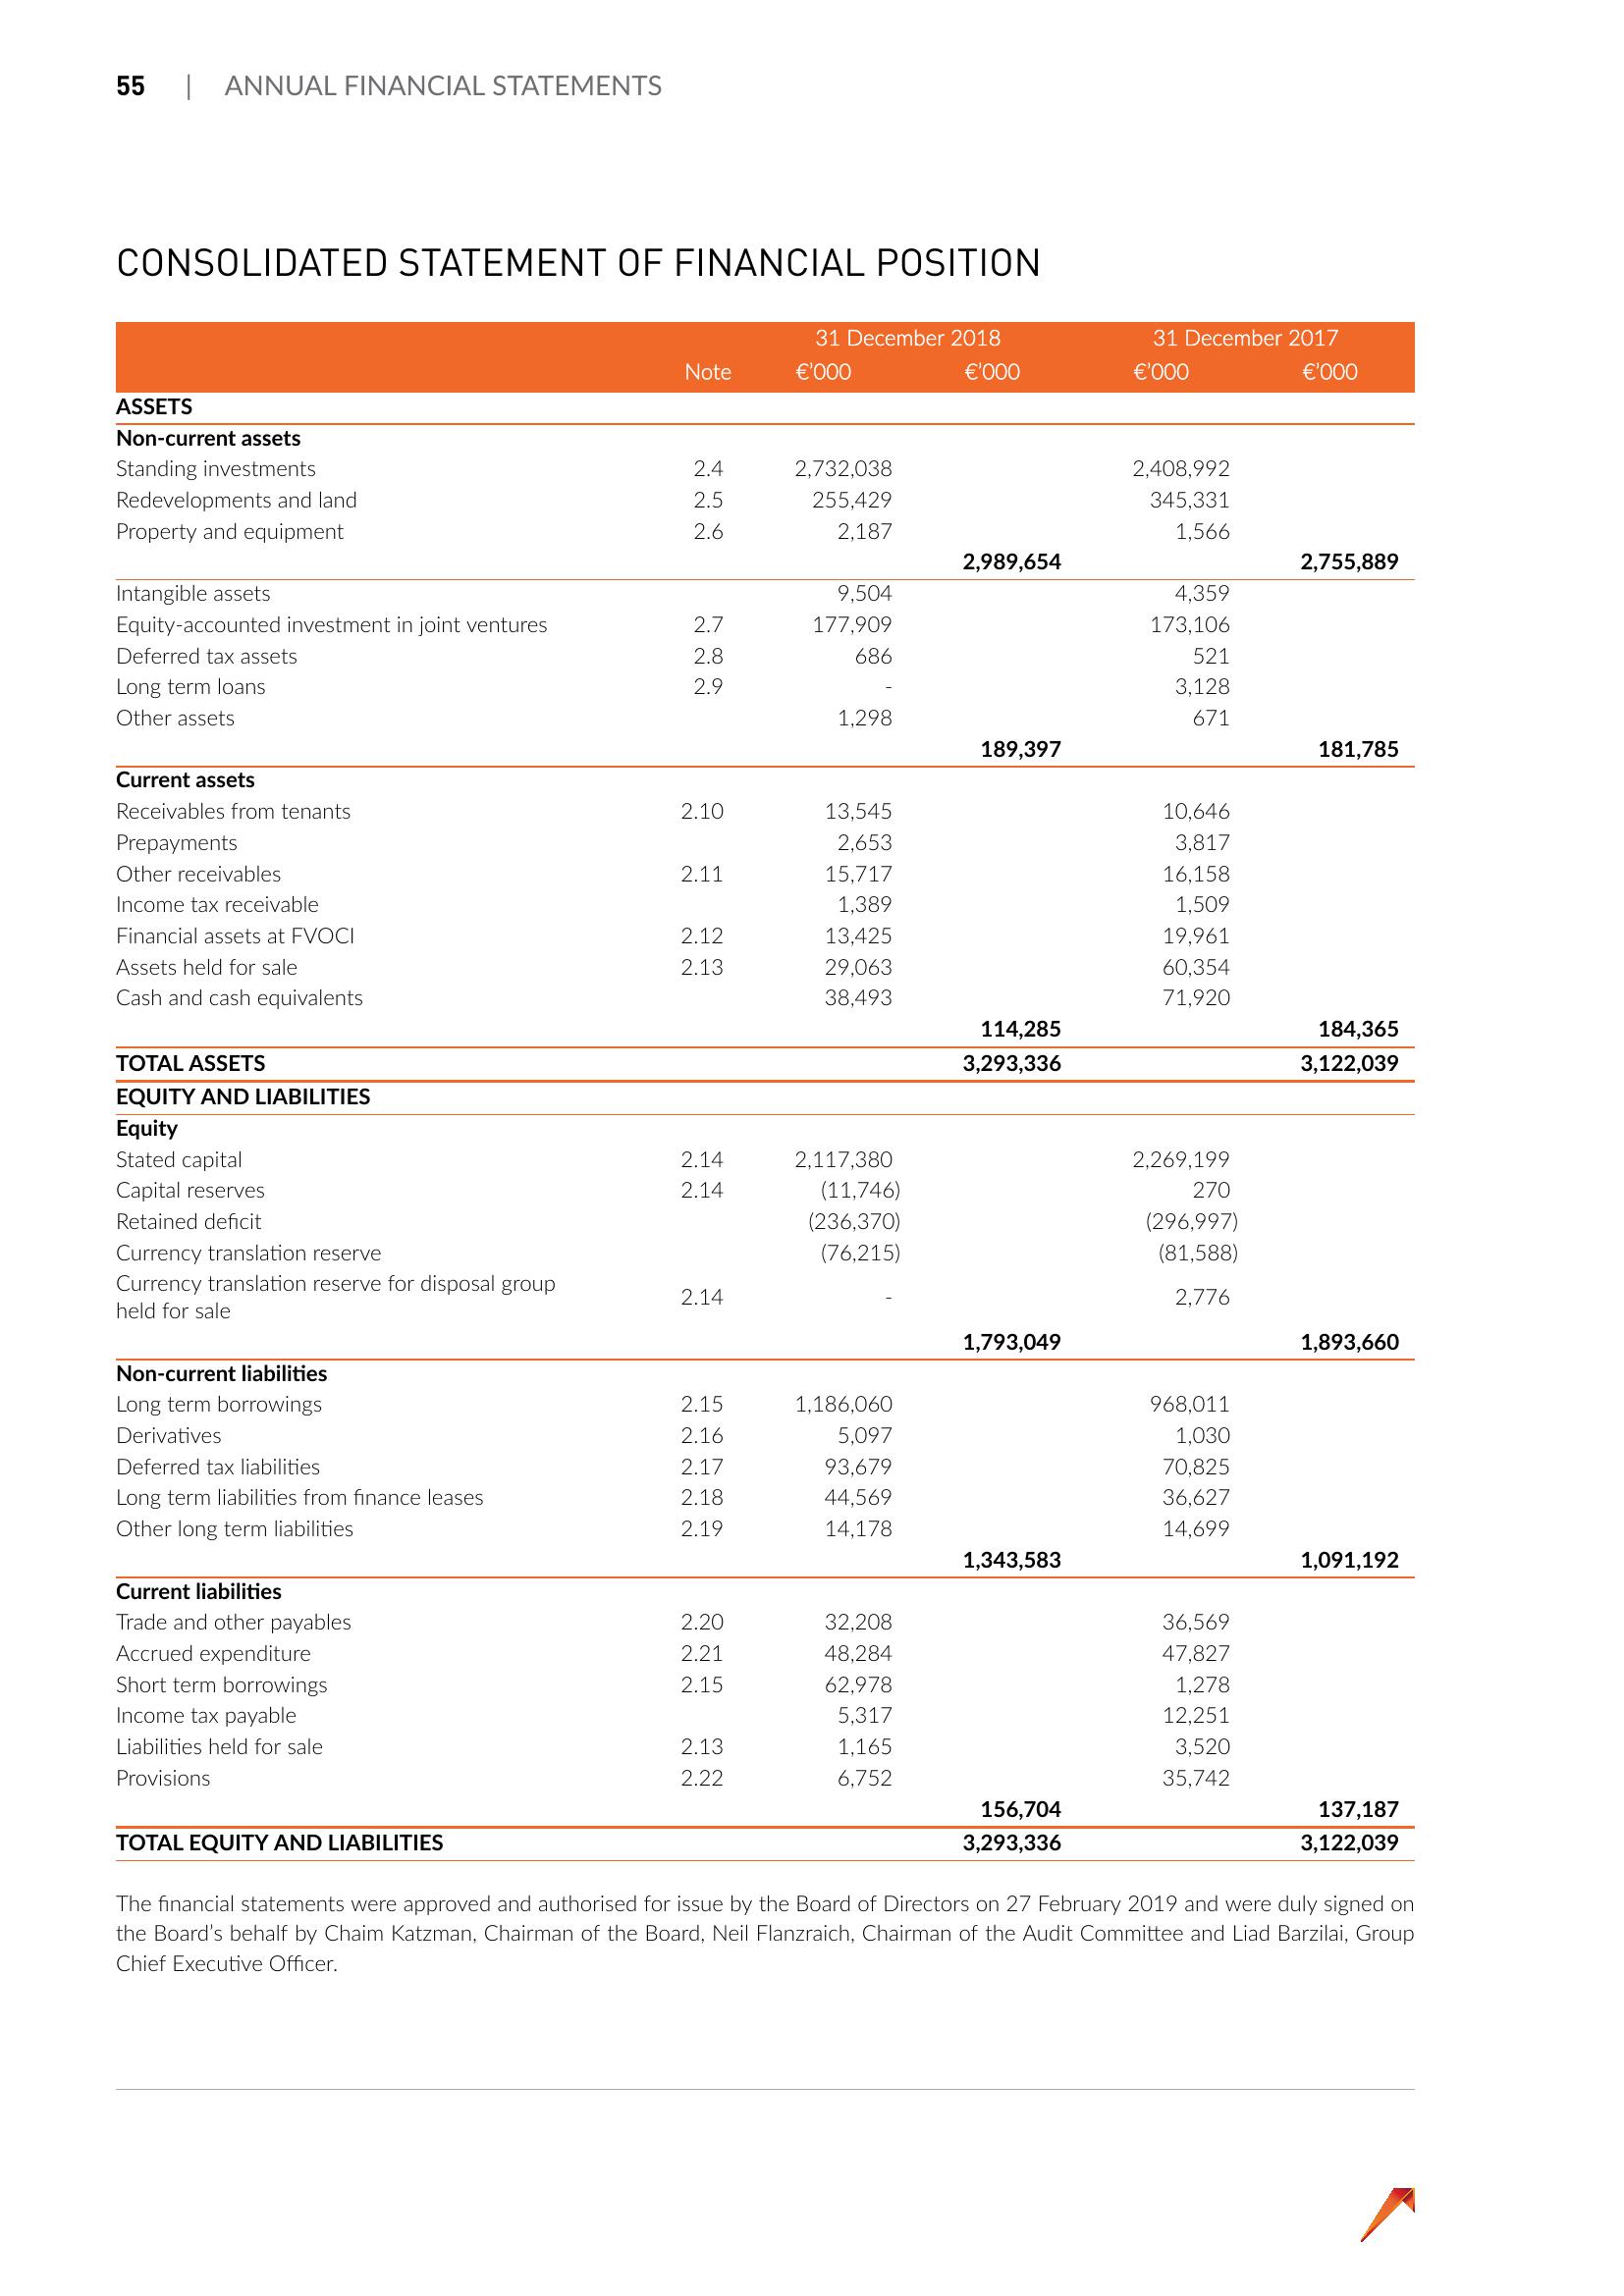 55 | ANNUAL FINANCIAL STATEMENTS
CONSOLIDATED STATEMENT OF FINANCIAL POSITION
31 December 2018 31 December 2017
Note €’000 €’000 €’000 €’000
ASSETS
Non-current assets
Standing investments 2.4 2,732,038 2,408,992
Redevelopments and land 2.5 255,429 345,331
Property and equipment 2.6 2,187 1,566
2,989,654 2,755,889
Intangible assets 9,504 4,359
Equity-accounted investment in joint ventures 2.7 177,909 173,106
Deferred tax assets 2.8 686 521
Long term loans 2.9 - 3,128
Other assets 1,298 671
189,397 181,785
Current assets
Receivables from tenants 2.10 13,545 10,646
Prepayments 2,653 3,817
Other receivables 2.11 15,717 16,158
Income tax receivable 1,389 1,509
Financial assets at FVOCI 2.12 13,425 19,961
Assets held for sale 2.13 29,063 60,354
Cash and cash equivalents 38,493 71,920
114,285 184,365
TOTAL ASSETS 3,293,336 3,122,039
EQUITY AND LIABILITIES
Equity
Stated capital 2.14 2,117,380 2,269,199
Capital reserves 2.14 (11,746) 270
Retained deficit (236,370) (296,997)
Currency translation reserve (76,215) (81,588)
Currency translation reserve for disposal group
held for sale 2.14 - 2,776
1,793,049 1,893,660
Non-current liabilities
Long term borrowings 2.15 1,186,060 968,011
Derivatives 2.16 5,097 1,030
Deferred tax liabilities 2.17 93,679 70,825
Long term liabilities from finance leases 2.18 44,569 36,627
Other long term liabilities 2.19 14,178 14,699
1,343,583 1,091,192
Current liabilities
Trade and other payables 2.20 32,208 36,569
Accrued expenditure 2.21 48,284 47,827
Short term borrowings 2.15 62,978 1,278
Income tax payable 5,317 12,251
Liabilities held for sale 2.13 1,165 3,520
Provisions 2.22 6,752 35,742
156,704 137,187
TOTAL EQUITY AND LIABILITIES 3,293,336 3,122,039
The financial statements were approved and authorised for issue by the Board of Directors on 27 February 2019 and were duly signed on
the Board’s behalf by Chaim Katzman, Chairman of the Board, Neil Flanzraich, Chairman of the Audit Committee and Liad Barzilai, Group
Chief Executive Officer.